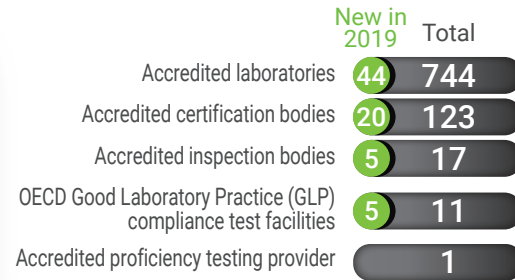 New in
2019 Total
Accredited laboratories 44 744
Accredited certification bodies 20 123
Accredited inspection bodies 5 17
OECD Good Laboratory Practice (GLP)
compliance test facilities 5 11
Accredited proficiency testing provider 1